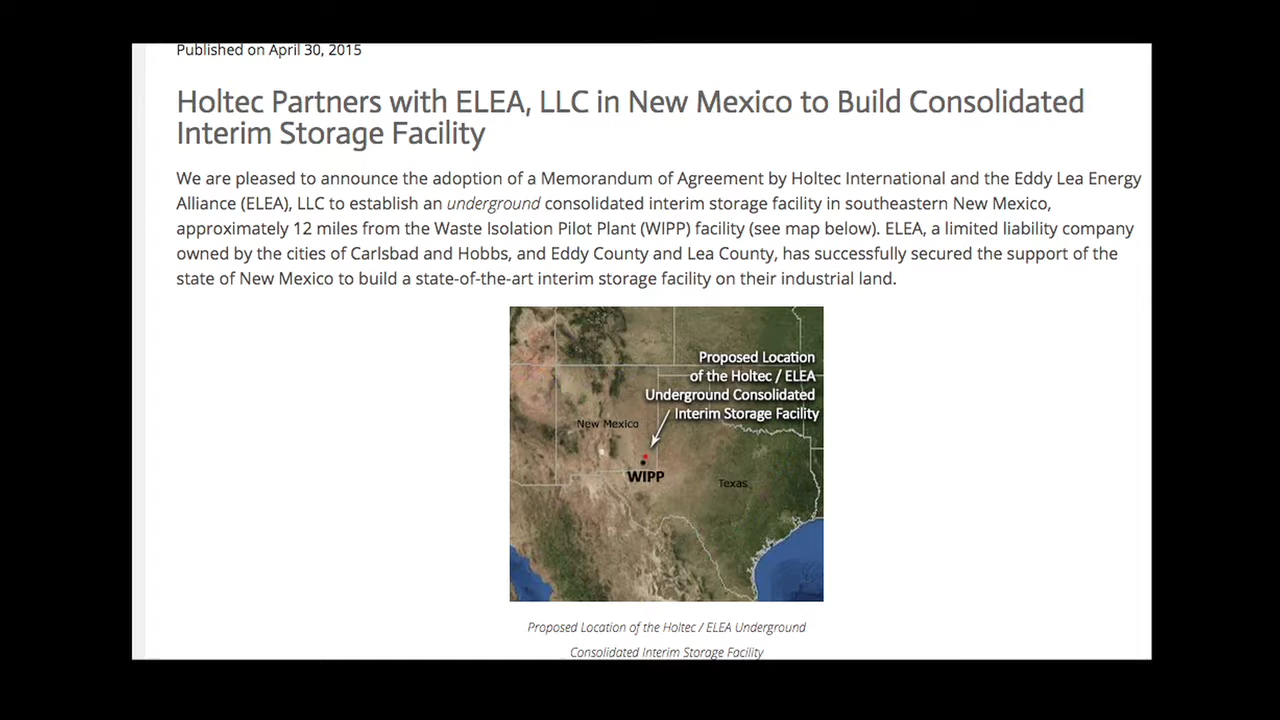 Published on April 30, 2015
Holtec Partners with ELEA, LLC in New Mexico to Build Consolidated
Interim Storage Facility
We are pleased to announce the adoption of a Memorandum of Agreement by Holtec International and the Eddy Lea Energy
Alliance (ELEA), LLC to establish an underground consolidated interim storage facility in southeastern New Mexico,
approximately 12 miles from the Waste Isolation Pilot Plant (WIPP) facility (see map below). ELEA, a limited liability company
owned by the cities of Carlsbad and Hobbs, and Eddy County and Lea County, has successfully secured the support of the
state of New Mexico to build a state-of-the-art interim storage facility on their industrial land.
Proposed Location
of the Holtec / ELEA
Underground Consolidated
Interim Storage Facility
New Mexico
WIPP
Texas
Proposed Location of the Holtec / ELEA Underground
Consolidated Interim Storage Facility